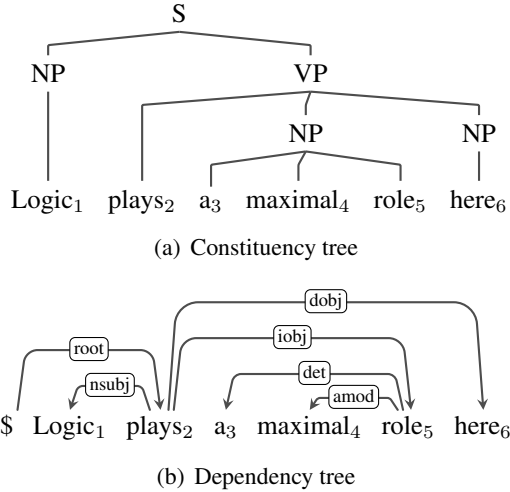 S
NP VP
NP NP
Logic₁ plays₂ a₃ maximal₄ role₅ here₆
(a) Constituency tree
dobj
root iobj
nsubj det
amod
$ Logic₁ plays₂ a₃ maximal₄ role₅ here₆
(b) Dependency tree